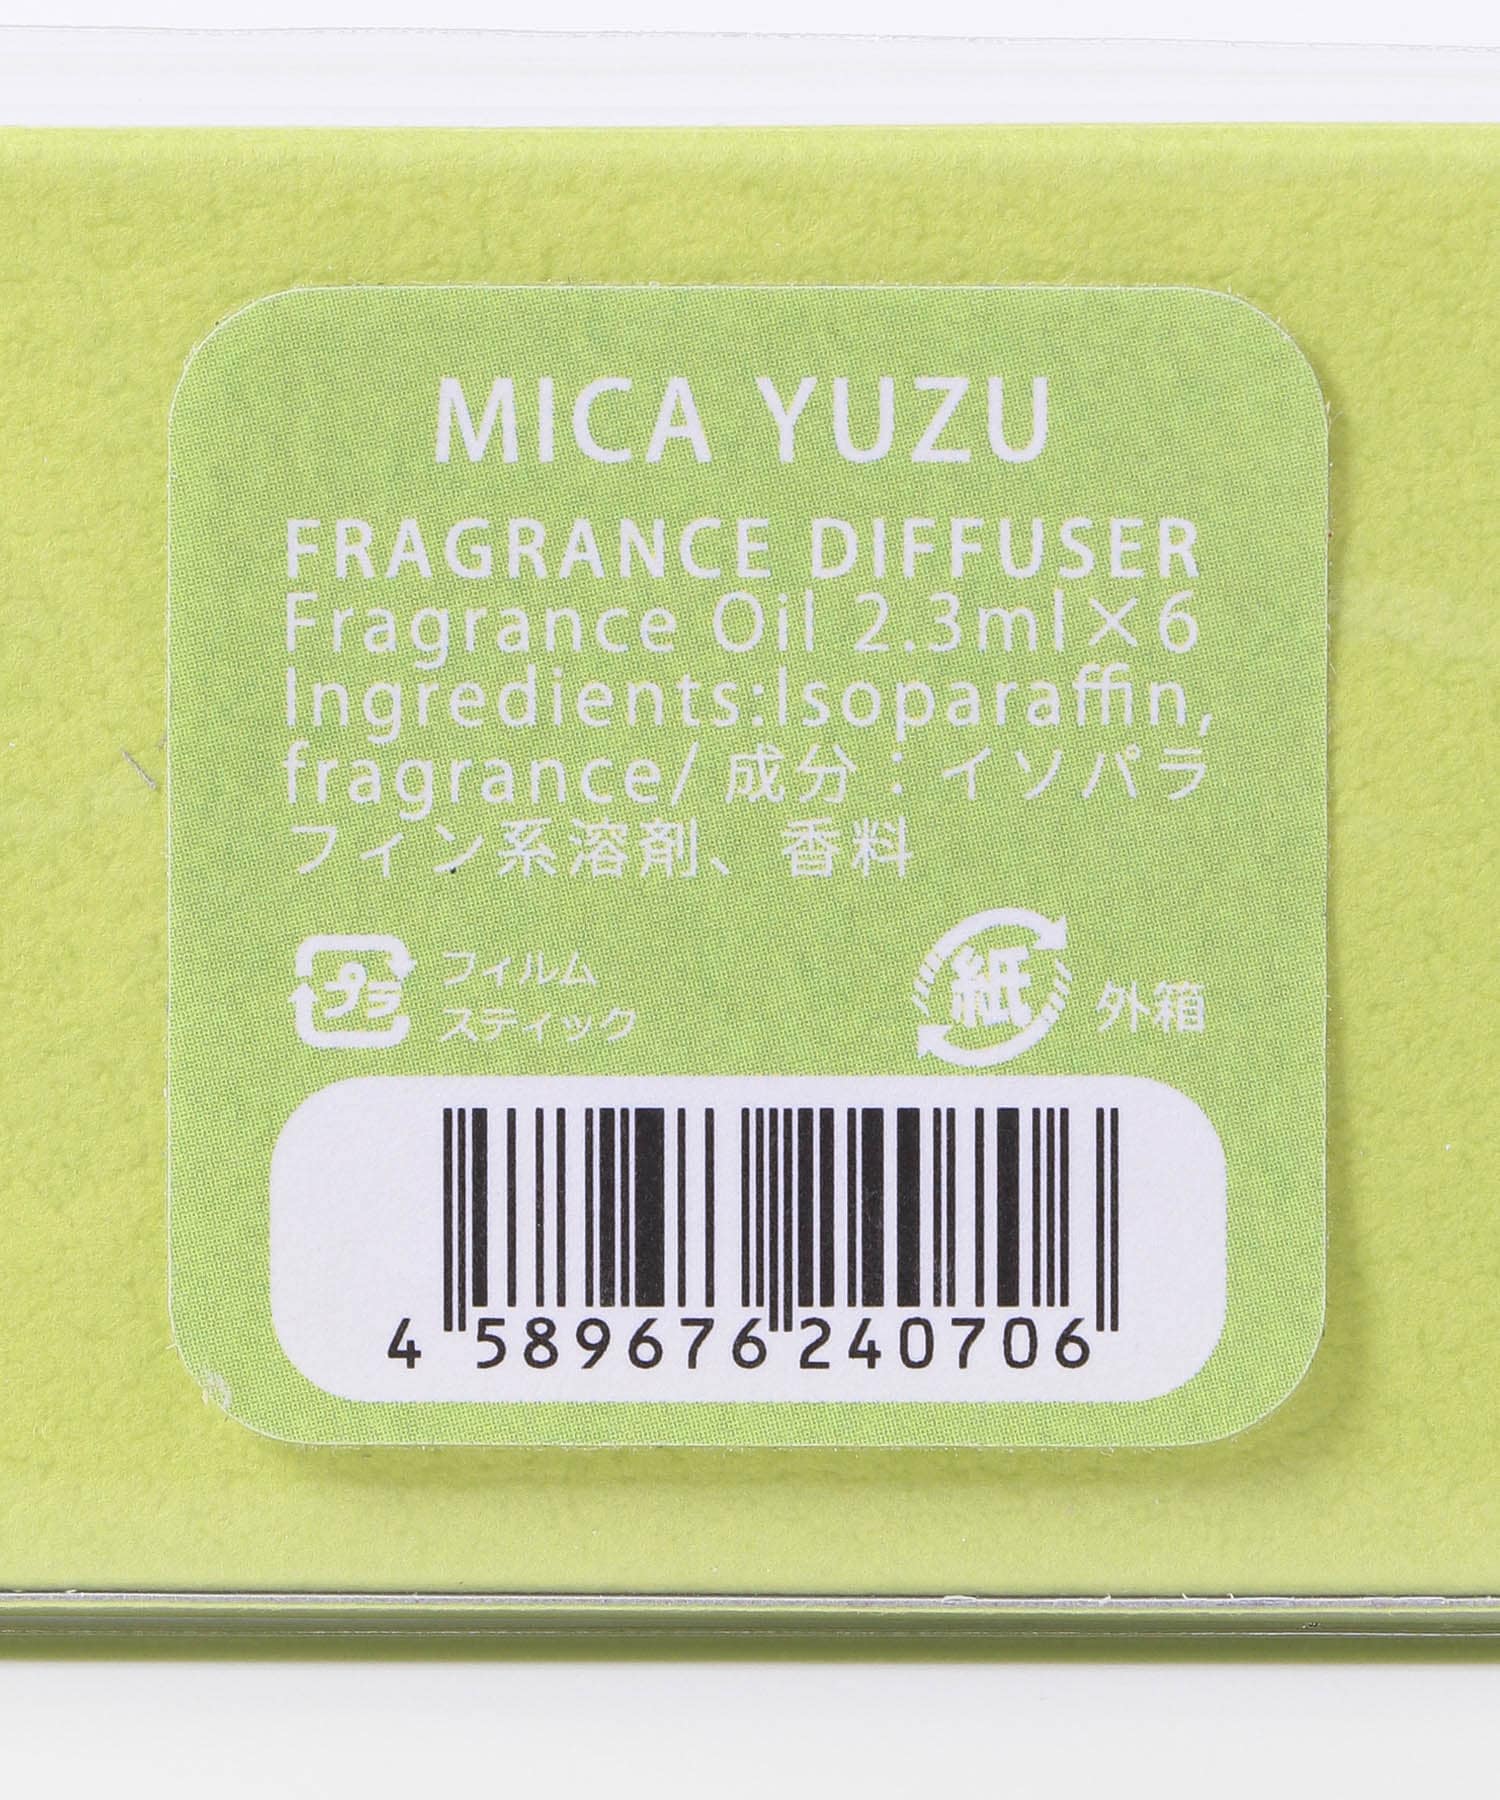 MICA YUZU
FRAGRANCE DIFFUSER
Fragrance Oil 2.3ml×6
Ingredients:Isoparaffin,
fragrance/ 成分：イソパラ
フィン系溶剤、香料
プラ
フィルム
スティック
紙
外箱
4 589676 240706